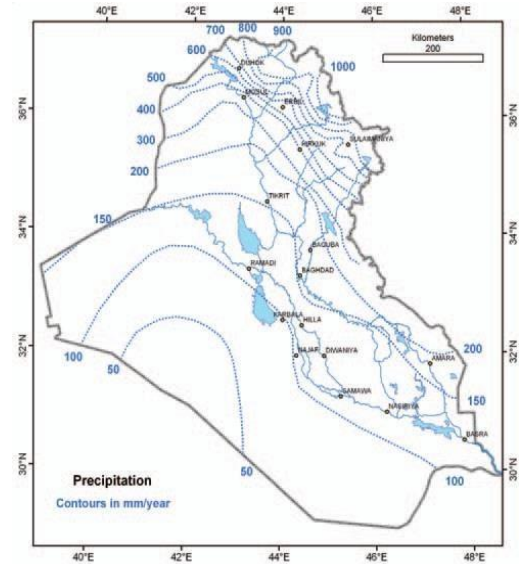 40°E 42°E 44°E 46°E 48°E
700 800 900
600
500
400
300
200
150
1000
Kilometers
200
36°N 36°N
34°N 34°N
32°N 32°N
30°N 30°N
DUHOK
MOSUL
ERBIL
KIRKUK
SULAIMANIYA
TIKRIT
BAGUBA
RAMADI
BAGHDAD
KARBALA
HILLA
NAJAF
DIWANIYA
AMARA
SAMAWA
NASIRIYA
BASRA
200
150
100
50
50
100
Precipitation
Contours in mm/year
40°E 42°E 44°E 46°E 48°E